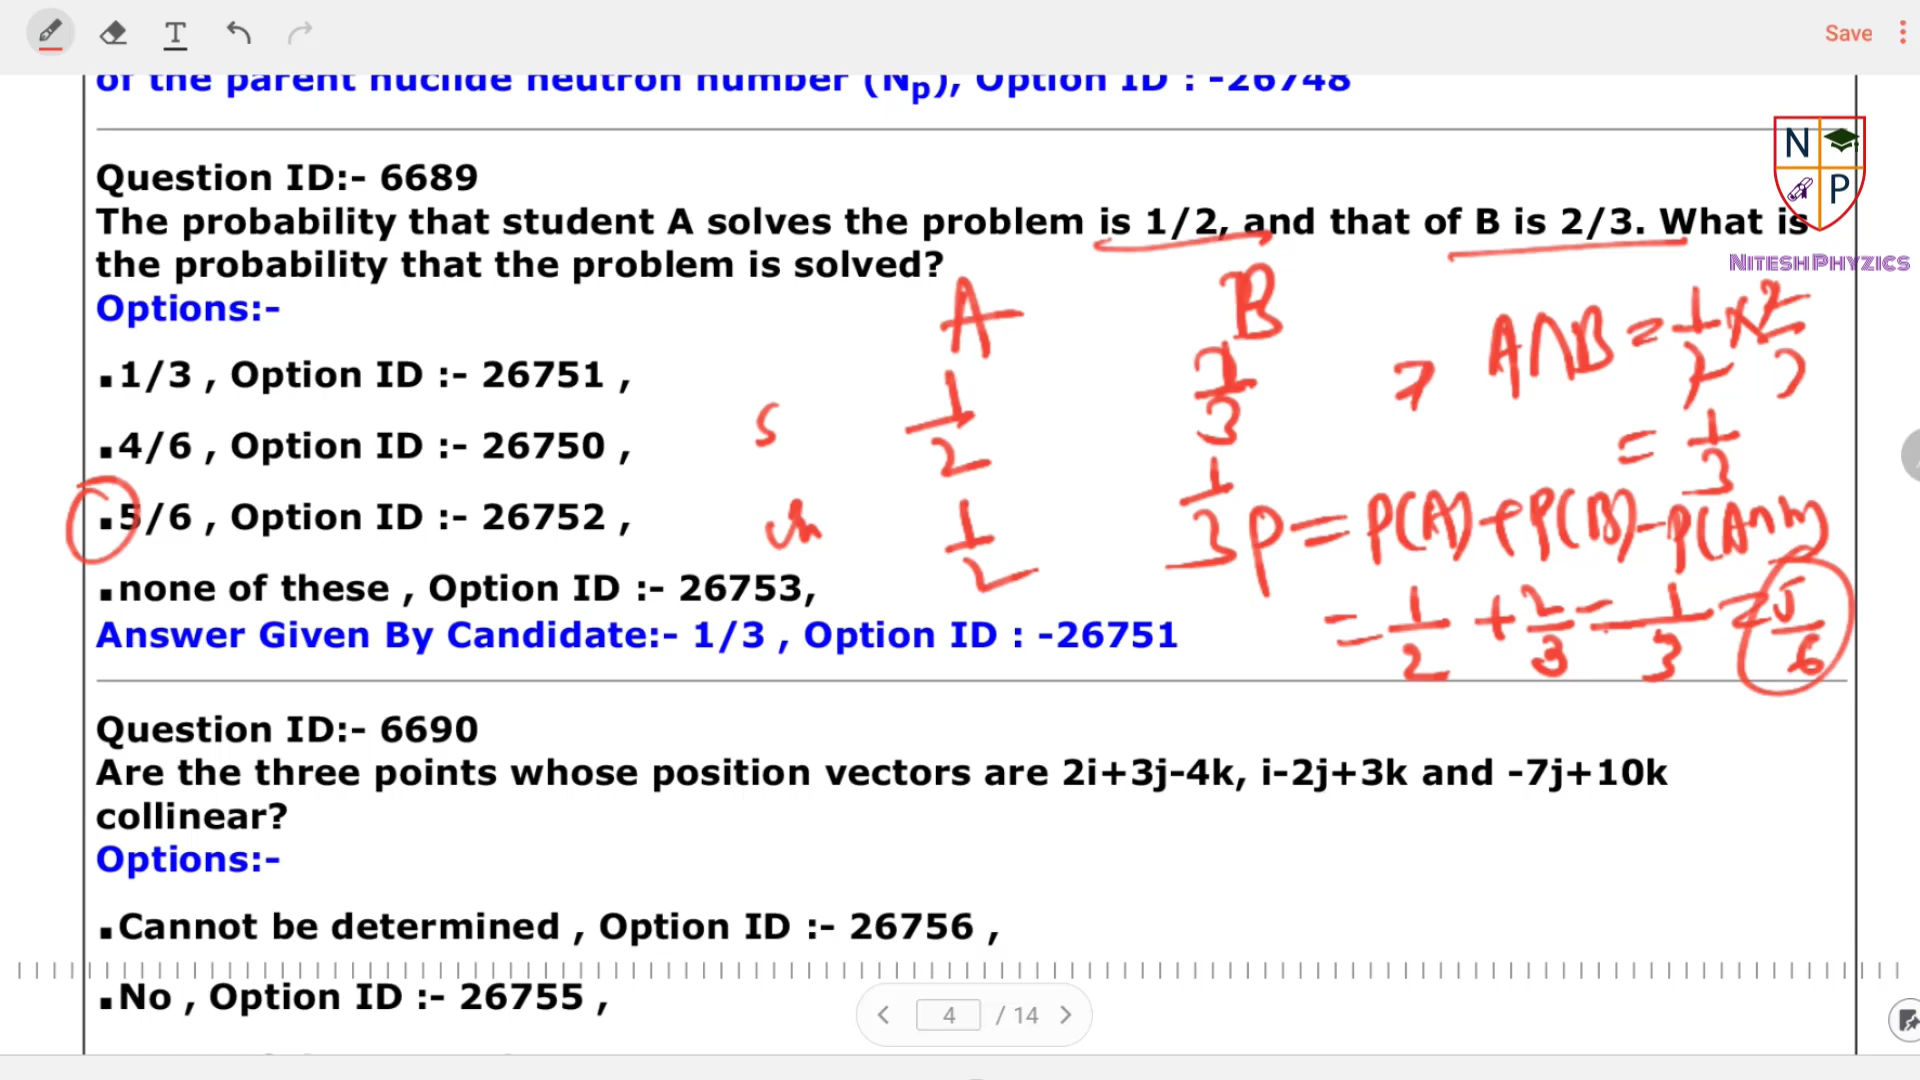 Save
of the parent nuclide neutron number (Np), Option ID : -26748
N
P
NITESH PHYZICS
Question ID:- 6689
The probability that student A solves the problem is 1/2, and that of B is 2/3. What is
the probability that the problem is solved?
Options:-
A B A∩B = 1/2 × 2/3
▪1/3 , Option ID :- 26751 ,
S 1/2 2/3
▪4/6 , Option ID :- 26750 ,
= 1/3
▪5/6 , Option ID :- 26752 ,
1/2 1/3 P = P(A) + P(B) - P(A∩B)
▪none of these , Option ID :- 26753,
= 1/2 + 2/3 - 1/3 = 5/6
Answer Given By Candidate:- 1/3 , Option ID : -26751
Question ID:- 6690
Are the three points whose position vectors are 2i+3j-4k, i-2j+3k and -7j+10k
collinear?
Options:-
▪Cannot be determined , Option ID :- 26756 ,
▪No , Option ID :- 26755 ,
4 / 14